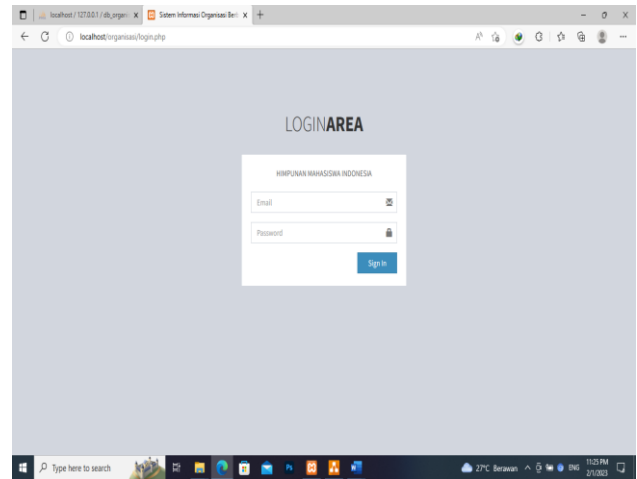 localhost / 127.0.0.1 / db_organi
Sistem Informasi Organisasi Berb
localhost/organisasi/login.php
LOGINAREA
HIMPUNAN MAHASISWA INDONESIA
Email
Password
Sign In
Type here to search
27°C Berawan
ENG
11:25 PM
2/1/2023